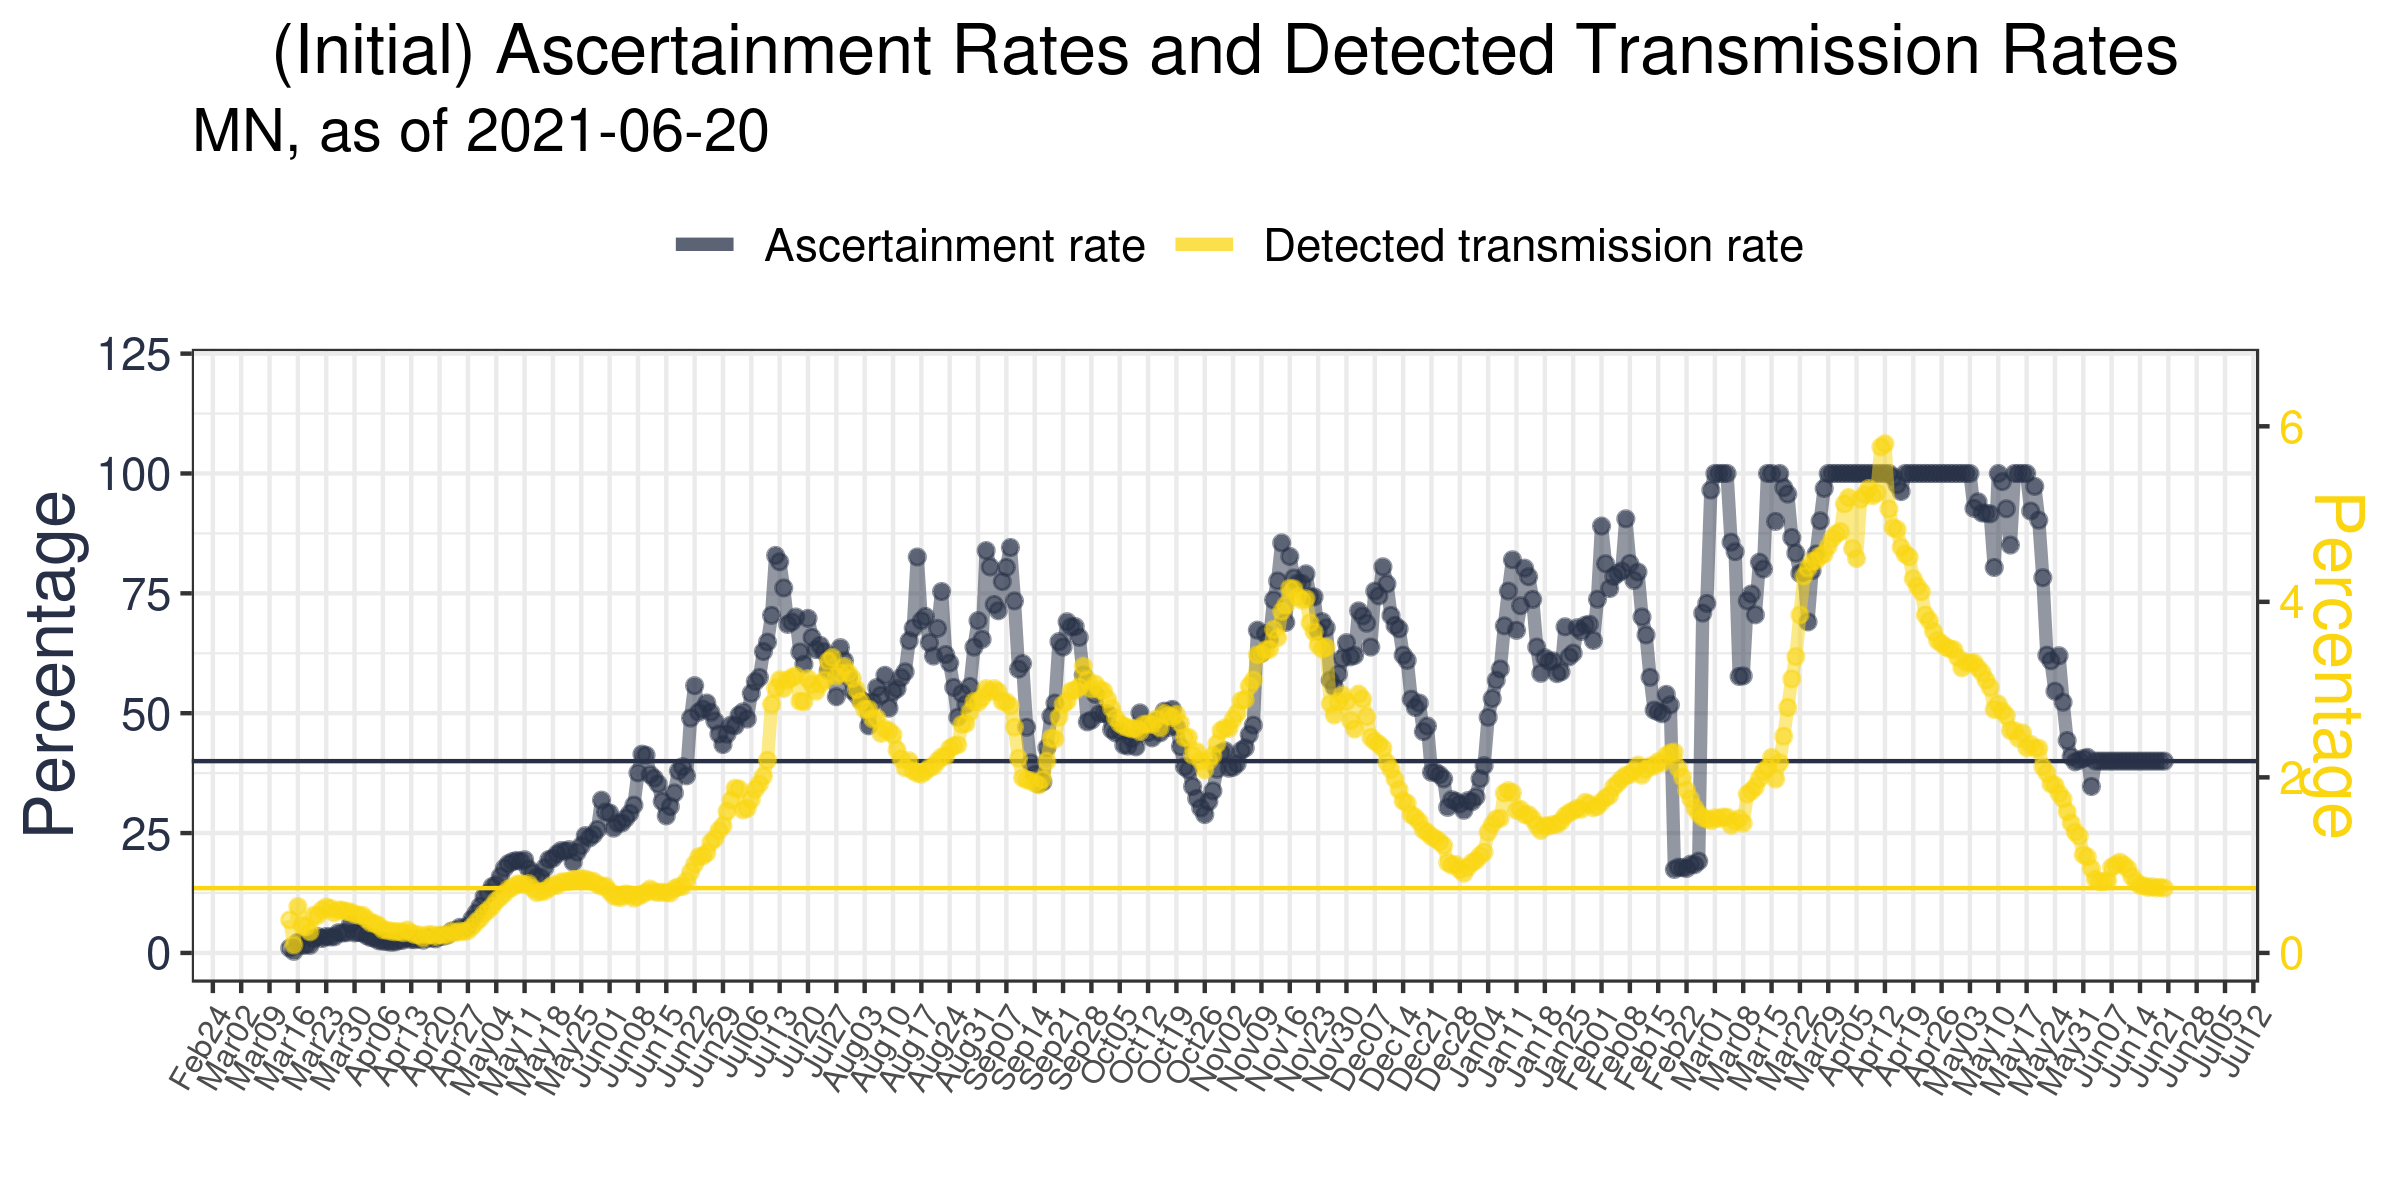 (Initial) Ascertainment Rates and Detected Transmission Rates
MN, as of 2021-06-20
Ascertainment rate
Detected transmission rate
Percentage
125
100
75
50
25
0
6
4
2
0
Percentage
Feb24
Mar02
Mar09
Mar16
Mar23
Mar30
Apr06
Apr13
Apr20
Apr27
May04
May11
May18
May25
Jun01
Jun08
Jun15
Jun22
Jun29
Jul06
Jul13
Jul20
Jul27
Aug03
Aug10
Aug17
Aug24
Aug31
Sep07
Sep14
Sep21
Sep28
Oct05
Oct12
Oct19
Oct26
Nov02
Nov09
Nov16
Nov23
Nov30
Dec07
Dec14
Dec21
Dec28
Jan04
Jan11
Jan18
Jan25
Feb01
Feb08
Feb15
Feb22
Mar01
Mar08
Mar15
Mar22
Mar29
Apr05
Apr12
Apr19
Apr26
May03
May10
May17
May24
May31
Jun07
Jun14
Jun21
Jun28
Jul05
Jul12